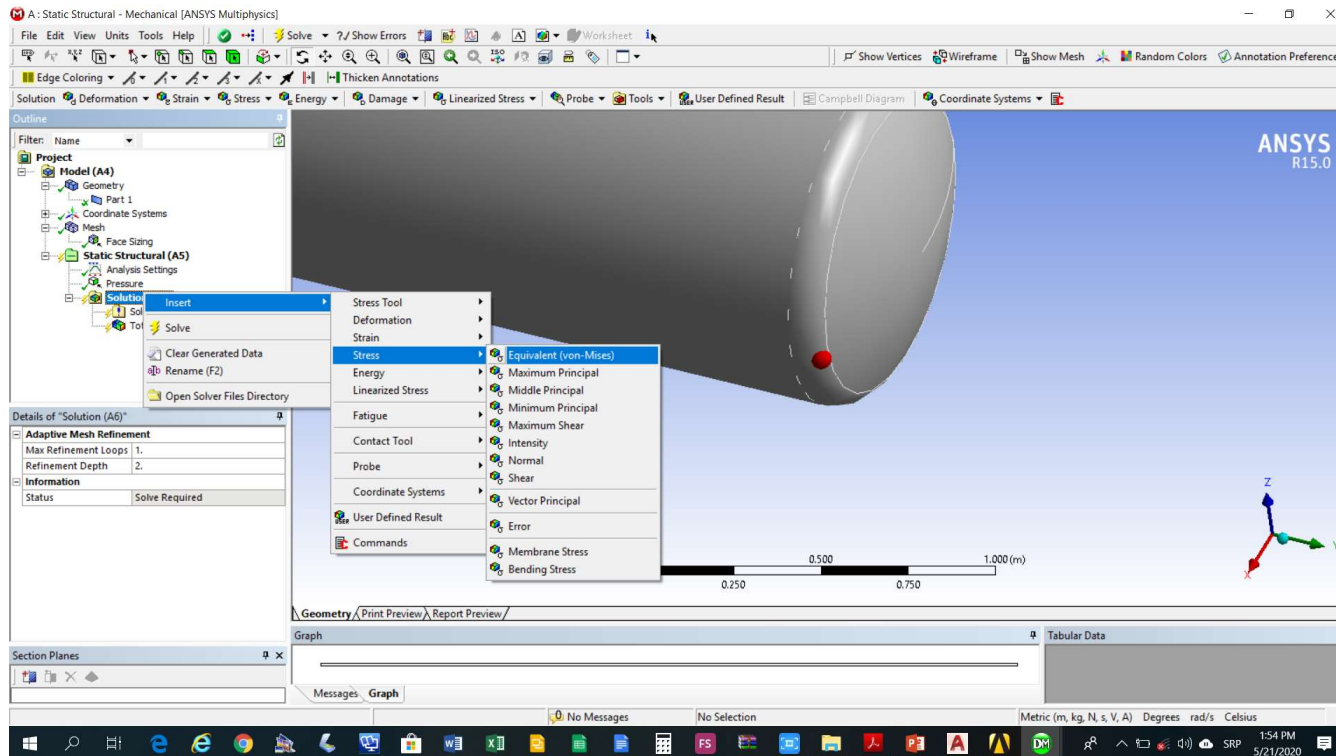 A : Static Structural - Mechanical [ANSYS Multiphysics]
File Edit View Units Tools Help Solve ?/ Show Errors Worksheet
Show Vertices Wireframe Show Mesh Random Colors Annotation Preference
Edge Coloring Thicken Annotations
Solution Deformation Strain Stress Energy Damage Linearized Stress Probe Tools User Defined Result Campbell Diagram Coordinate Systems
Outline
Filter: Name
Project
Model (A4)
Geometry
Part 1
Coordinate Systems
Mesh
Face Sizing
Static Structural (A5)
Analysis Settings
Pressure
Solutio
Sol
Tot
Insert
Solve
Clear Generated Data
Rename (F2)
Open Solver Files Directory
Stress Tool
Deformation
Strain
Stress
Energy
Linearized Stress
Fatigue
Contact Tool
Probe
Coordinate Systems
User Defined Result
Commands
Equivalent (von-Mises)
Maximum Principal
Middle Principal
Minimum Principal
Maximum Shear
Intensity
Normal
Shear
Vector Principal
Error
Membrane Stress
Bending Stress
ANSYS
R15.0
Details of "Solution (A6)"
Adaptive Mesh Refinement
Max Refinement Loops 1.
Refinement Depth 2.
Information
Status Solve Required
0.500 1.000 (m)
0.250 0.750
Z
Y
X
Geometry Print Preview Report Preview
Graph
Tabular Data
Section Planes
Messages Graph
0 No Messages No Selection Metric (m, kg, N, s, V, A) Degrees rad/s Celsius
FS DM SRP 1:54 PM
5/21/2020